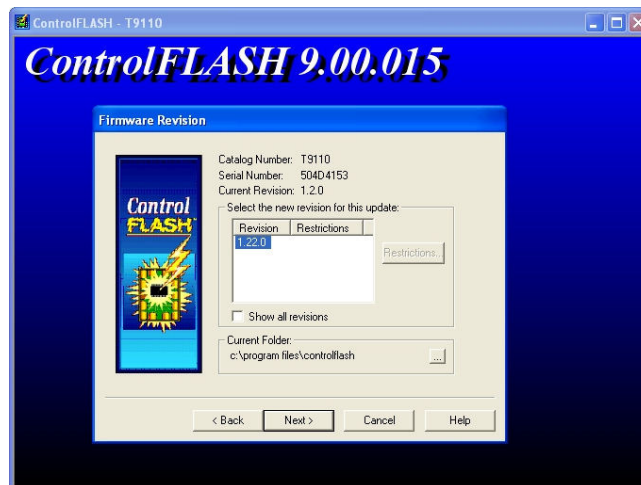 ControlFLASH - T9110
ControlFLASH 9.00.015
Firmware Revision
Control
FLASH
Catalog Number: T9110
Serial Number: 504D4153
Current Revision: 1.2.0
Select the new revision for this update:
Revision Restrictions
1.22.0
Restrictions...
Show all revisions
Current Folder:
c:\program files\controlflash
...
< Back Next > Cancel Help